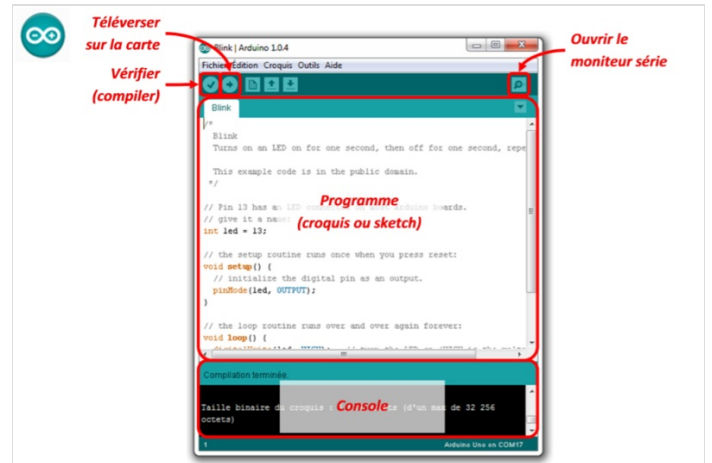 Téléverser
sur la carte
Vérifier
(compiler)
Ouvrir le
moniteur série
Blink | Arduino 1.0.4
Fichier Édition Croquis Outils Aide
Blink
/*
Blink
Turns on an LED on for one second, then off for one second, repe
This example code is in the public domain.
*/
// Pin 13 has an LED boards.
// give it a name
int led = 13;
Programme
(croquis ou sketch)
// the setup routine runs once when you press reset:
void setup() {
// initialize the digital pin as an output.
pinMode(led, OUTPUT);
}
// the loop routine runs over and over again forever:
void loop() {
Compilation terminée.
Taille binaire du croquis : (d'un max de 32 256
octets)
Console
1
Arduino Uno on COM17